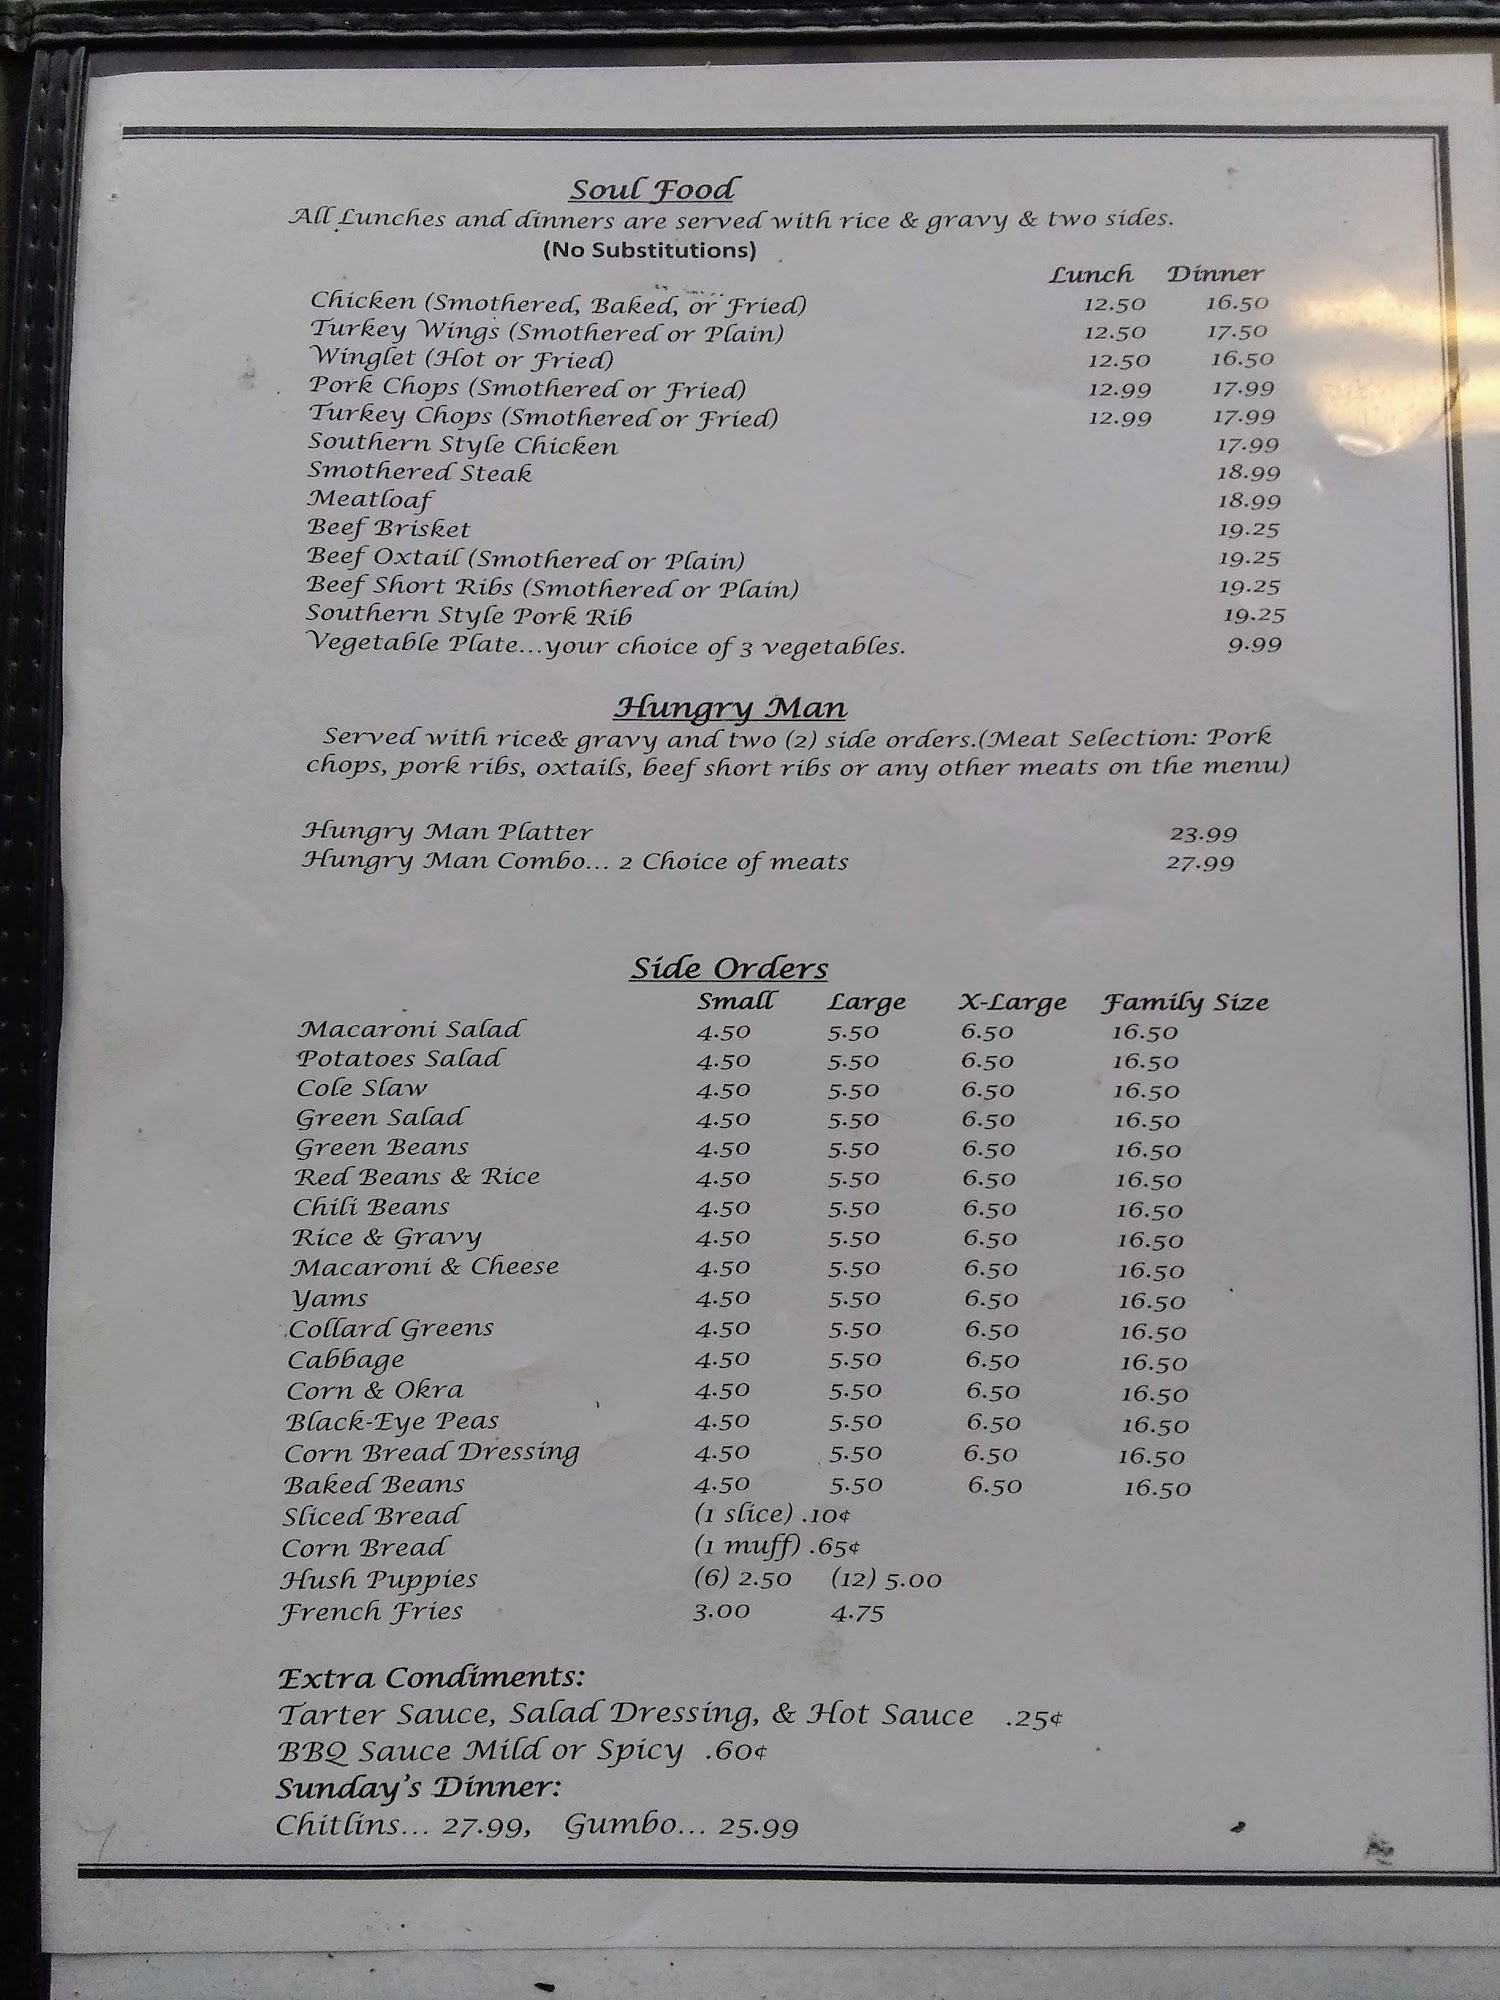 Soul Food
All Lunches and dinners are served with rice & gravy & two sides.
(No Substitutions)
Lunch Dinner
Chicken (Smothered, Baked, or Fried) 12.50 16.50
Turkey Wings (Smothered or Plain) 12.50 17.50
Winglet (Hot or Fried) 12.50 16.50
Pork Chops (Smothered or Fried) 12.99 17.99
Turkey Chops (Smothered or Fried) 12.99 17.99
Southern Style Chicken 17.99
Smothered Steak 18.99
Meatloaf 18.99
Beef Brisket 19.25
Beef Oxtail (Smothered or Plain) 19.25
Beef Short Ribs (Smothered or Plain) 19.25
Southern Style Pork Rib 19.25
Vegetable Plate...your choice of 3 vegetables. 9.99
Hungry Man
Served with rice& gravy and two (2) side orders.(Meat Selection: Pork
chops, pork ribs, oxtails, beef short ribs or any other meats on the menu)
Hungry Man Platter 23.99
Hungry Man Combo... 2 Choice of meats 27.99
Side Orders
Small Large X-Large Family Size
Macaroni Salad 4.50 5.50 6.50 16.50
Potatoes Salad 4.50 5.50 6.50 16.50
Cole Slaw 4.50 5.50 6.50 16.50
Green Salad 4.50 5.50 6.50 16.50
Green Beans 4.50 5.50 6.50 16.50
Red Beans & Rice 4.50 5.50 6.50 16.50
Chili Beans 4.50 5.50 6.50 16.50
Rice & Gravy 4.50 5.50 6.50 16.50
Macaroni & Cheese 4.50 5.50 6.50 16.50
Yams 4.50 5.50 6.50 16.50
Collard Greens 4.50 5.50 6.50 16.50
Cabbage 4.50 5.50 6.50 16.50
Corn & Okra 4.50 5.50 6.50 16.50
Black-Eye Peas 4.50 5.50 6.50 16.50
Corn Bread Dressing 4.50 5.50 6.50 16.50
Baked Beans 4.50 5.50 6.50 16.50
Sliced Bread (1 slice) .10¢
Corn Bread (1 muff) .65¢
Hush Puppies (6) 2.50 (12) 5.00
French Fries 3.00 4.75
Extra Condiments:
Tarter Sauce, Salad Dressing, & Hot Sauce .25¢
BBQ Sauce Mild or Spicy .60¢
Sunday's Dinner:
Chitlins... 27.99, Gumbo... 25.99